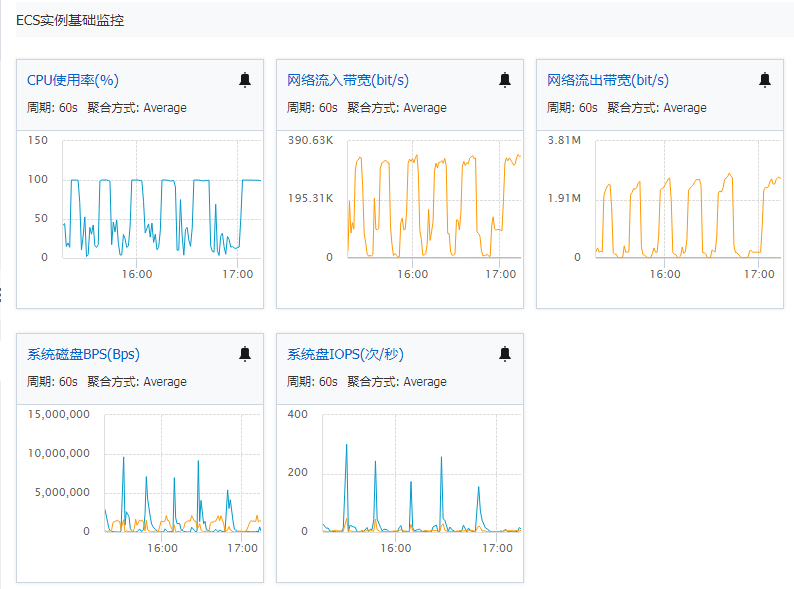 ECS实例基础监控
CPU使用率(%)
周期: 60s 聚合方式: Average
150
100
50
0
16:00
17:00
网络流入带宽(bit/s)
周期: 60s 聚合方式: Average
390.63K
195.31K
0
16:00
17:00
网络流出带宽(bit/s)
周期: 60s 聚合方式: Average
3.81M
1.91M
0
16:00
17:00
系统磁盘BPS(Bps)
周期: 60s 聚合方式: Average
15,000,000
10,000,000
5,000,000
0
16:00
17:00
系统盘IOPS(次/秒)
周期: 60s 聚合方式: Average
400
200
0
16:00
17:00